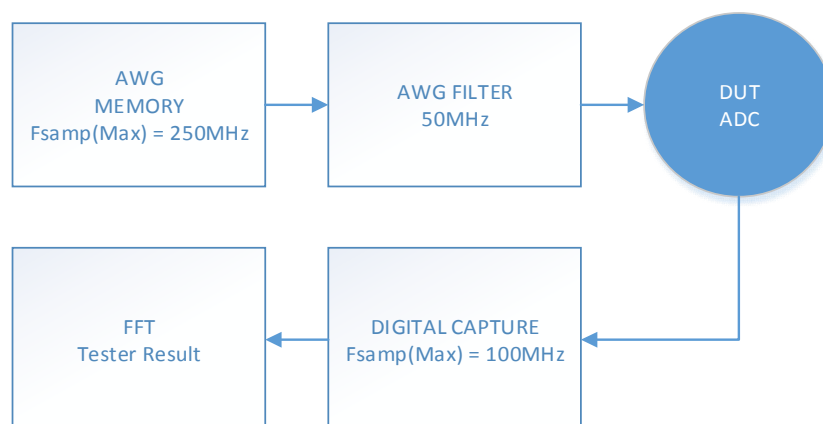 AWG
MEMORY
Fsamp(Max) = 250MHz
AWG FILTER
50MHz
DUT
ADC
FFT
Tester Result
DIGITAL CAPTURE
Fsamp(Max) = 100MHz